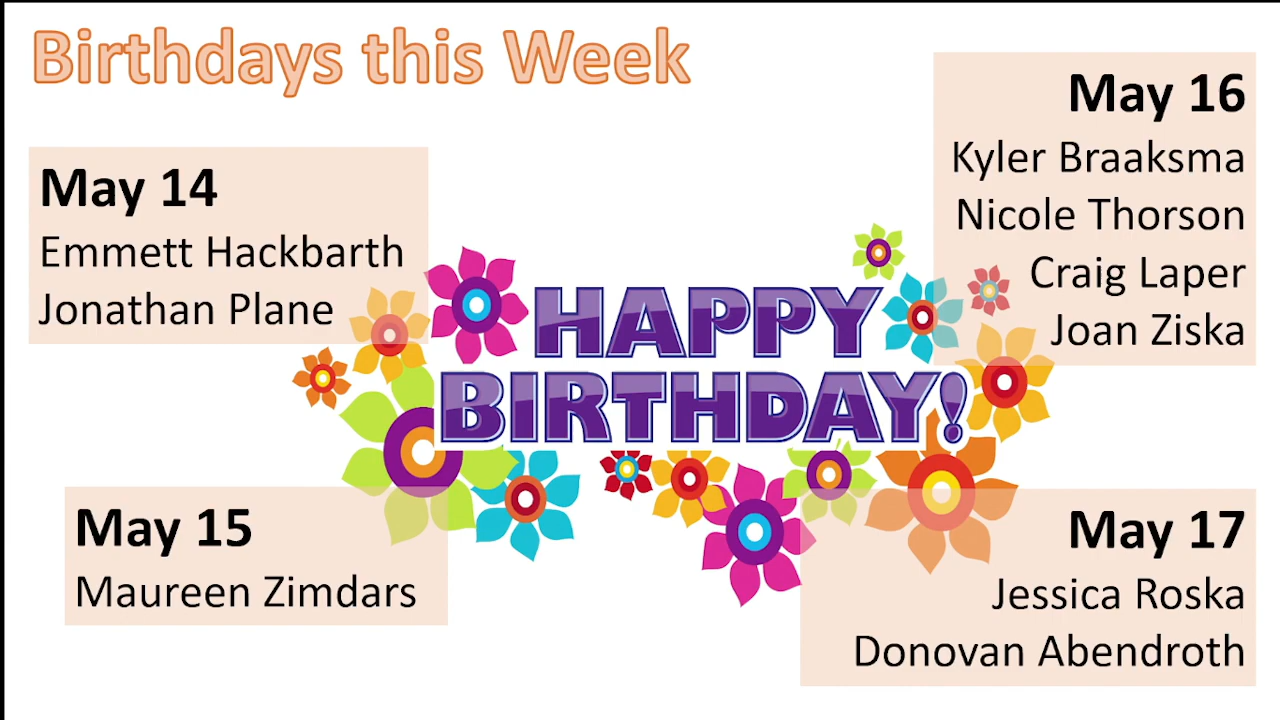 Birthdays this Week
May 14
Emmett Hackbarth
Jonathan Plane
May 15
Maureen Zimdars
HAPPY
BIRTHDAY!
May 16
Kyler Braaksma
Nicole Thorson
Craig Laper
Joan Ziska
May 17
Jessica Roska
Donovan Abendroth